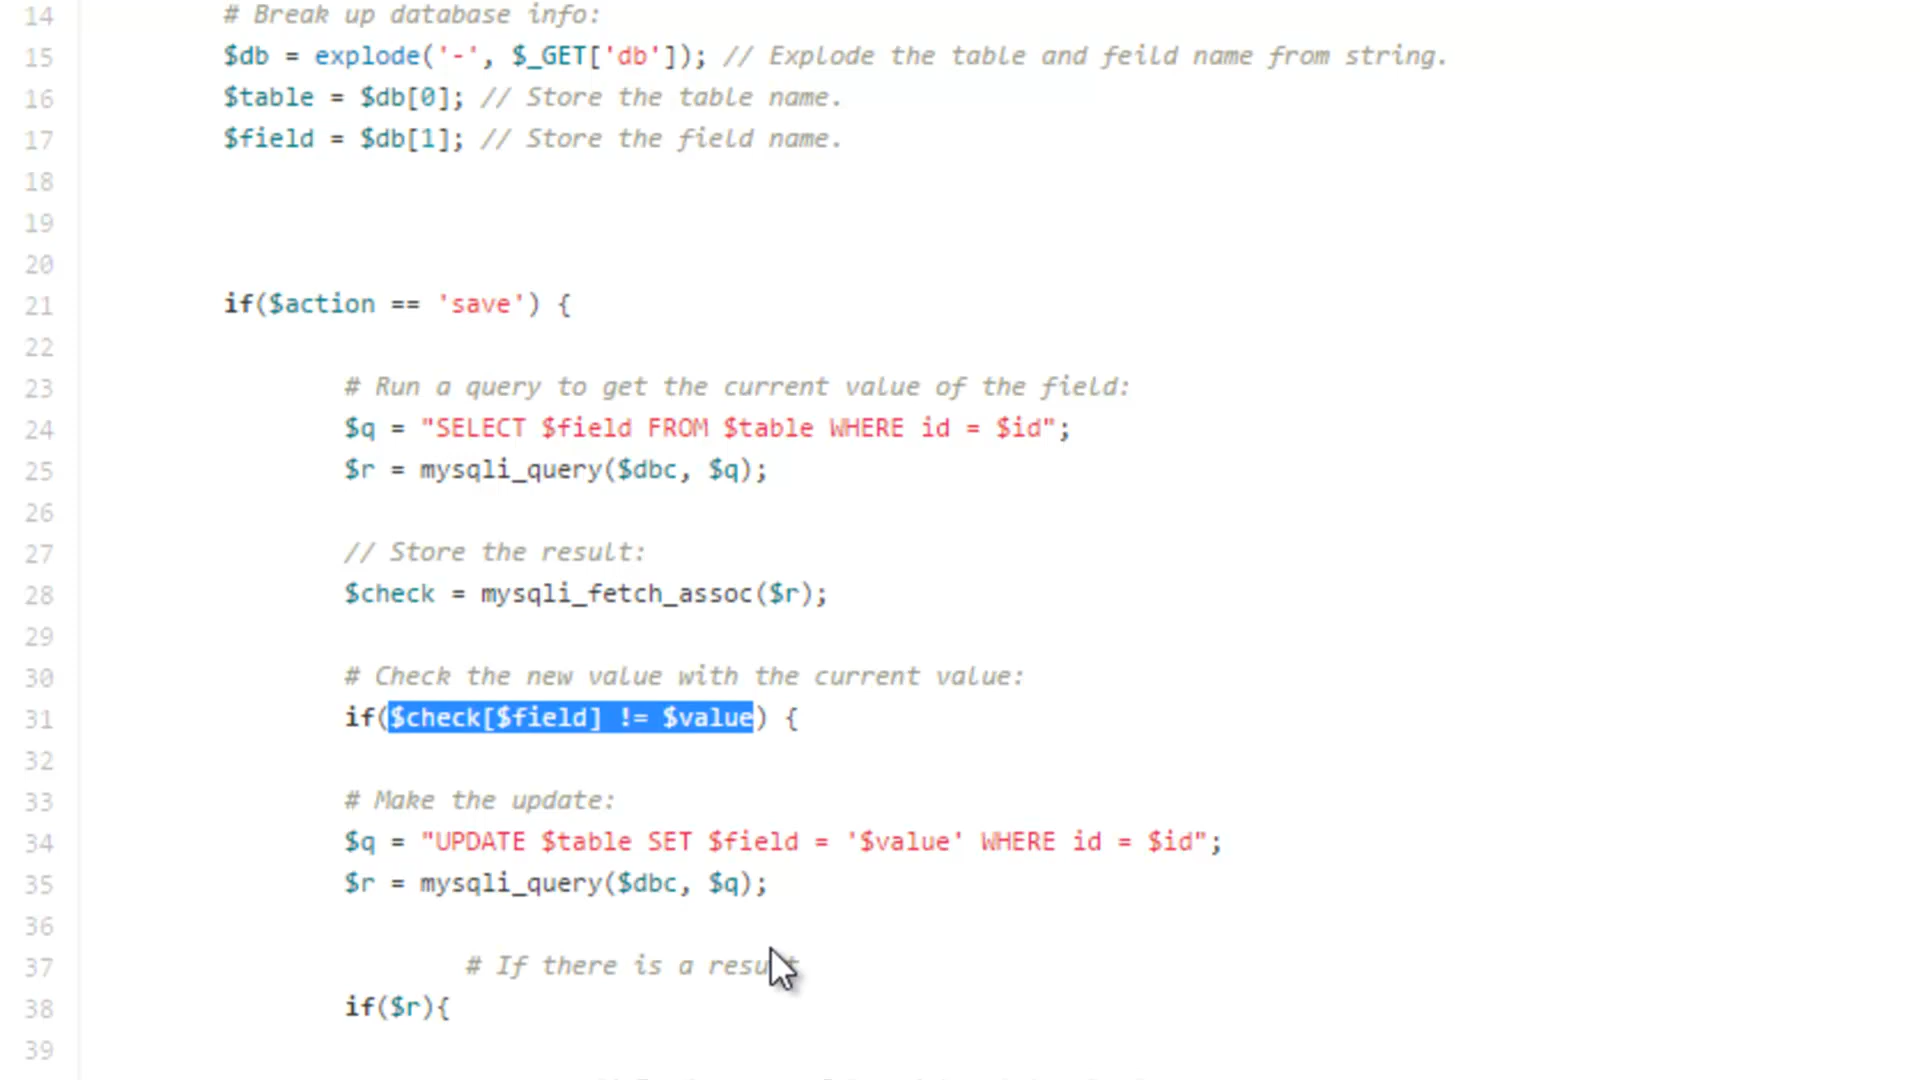 14 # Break up database info:
15 $db = explode('-', $_GET['db']); // Explode the table and feild name from string.
16 $table = $db[0]; // Store the table name.
17 $field = $db[1]; // Store the field name.
18
19
20
21 if($action == 'save') {
22
23 # Run a query to get the current value of the field:
24 $q = "SELECT $field FROM $table WHERE id = $id";
25 $r = mysqli_query($dbc, $q);
26
27 // Store the result:
28 $check = mysqli_fetch_assoc($r);
29
30 # Check the new value with the current value:
31 if($check[$field] != $value) {
32
33 # Make the update:
34 $q = "UPDATE $table SET $field = '$value' WHERE id = $id";
35 $r = mysqli_query($dbc, $q);
36
37 # If there is a result
38 if($r){
39